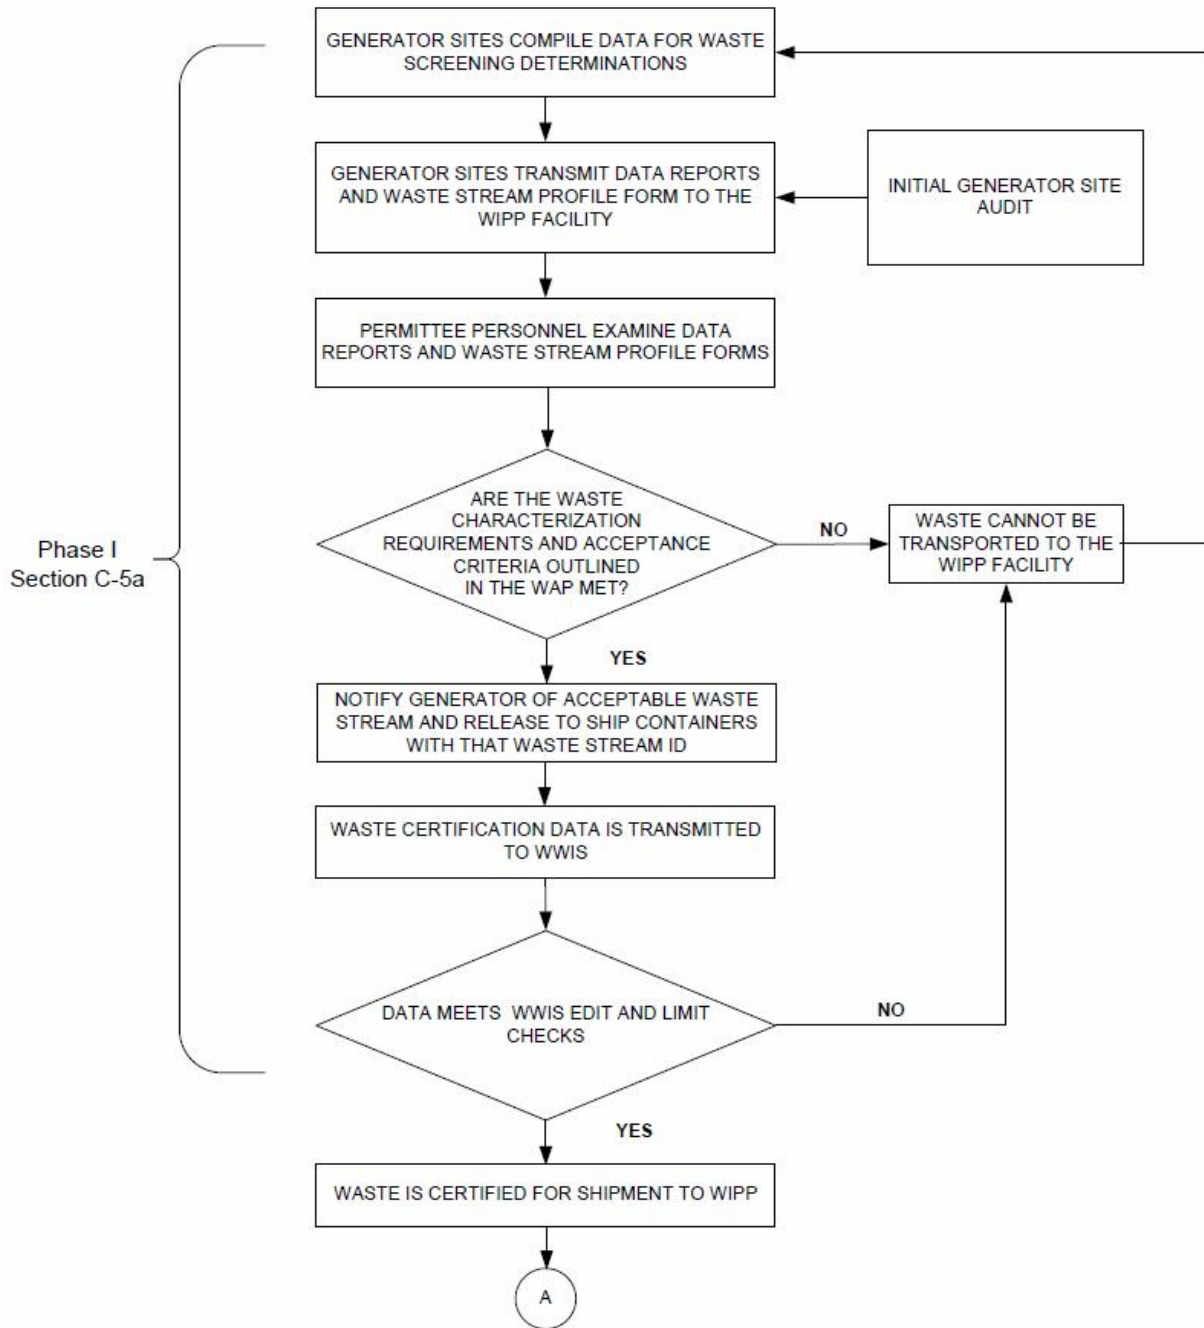 GENERATOR SITES COMPILE DATA FOR WASTE
SCREENING DETERMINATIONS
GENERATOR SITES TRANSMIT DATA REPORTS
AND WASTE STREAM PROFILE FORM TO THE
WIPP FACILITY
INITIAL GENERATOR SITE
AUDIT
PERMITTEE PERSONNEL EXAMINE DATA
REPORTS AND WASTE STREAM PROFILE FORMS
Phase I
Section C-5a
ARE THE WASTE
CHARACTERIZATION
REQUIREMENTS AND ACCEPTANCE
CRITERIA OUTLINED
IN THE WAP MET?
NO
WASTE CANNOT BE
TRANSPORTED TO THE
WIPP FACILITY
YES
NOTIFY GENERATOR OF ACCEPTABLE WASTE
STREAM AND RELEASE TO SHIP CONTAINERS
WITH THAT WASTE STREAM ID
WASTE CERTIFICATION DATA IS TRANSMITTED
TO WWIS
DATA MEETS WWIS EDIT AND LIMIT
CHECKS
NO
YES
WASTE IS CERTIFIED FOR SHIPMENT TO WIPP
A